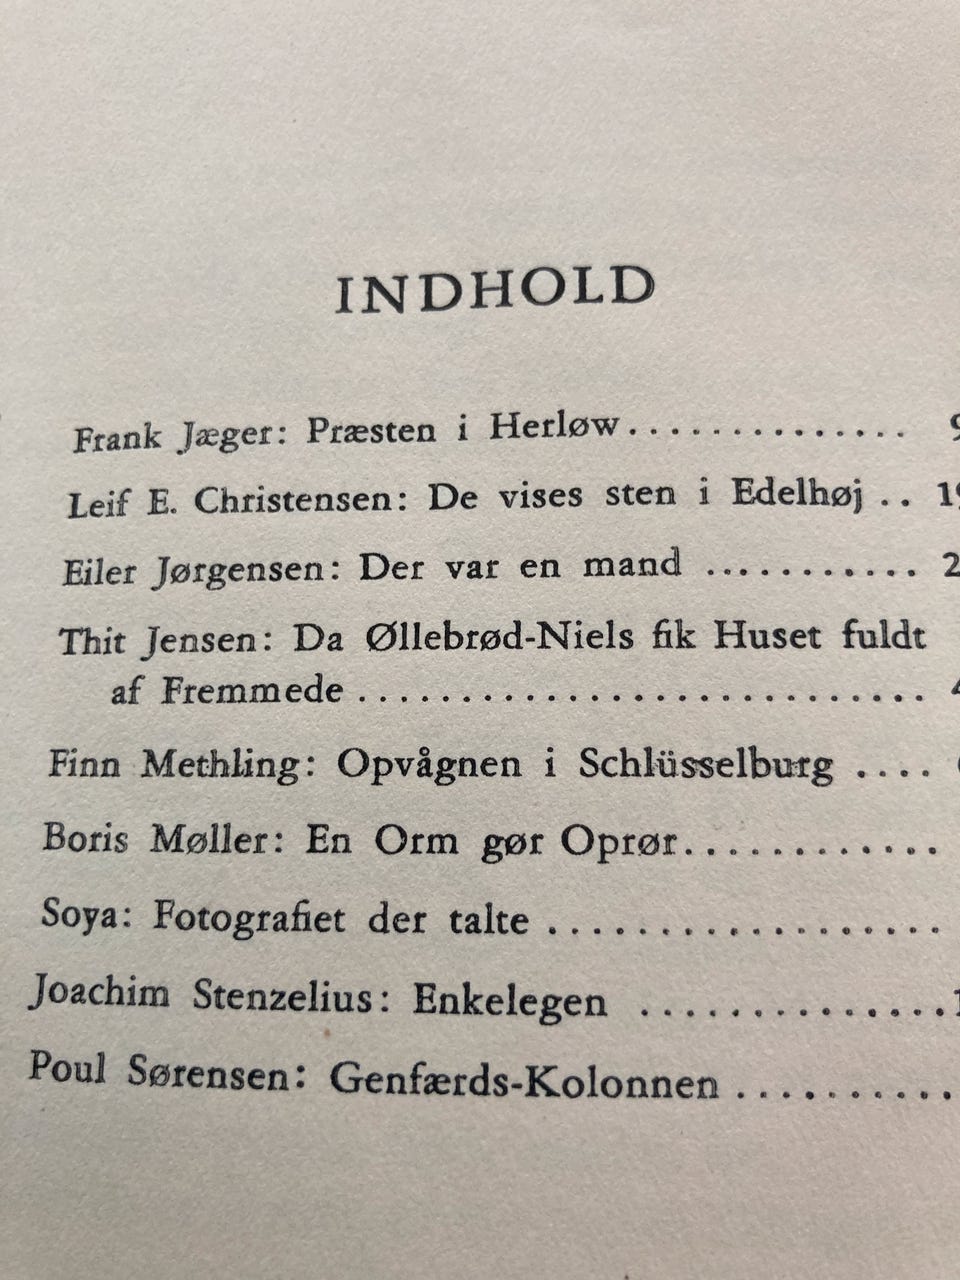 INDHOLD
Frank Jæger: Præsten i Herløw..............
Leif E. Christensen: De vises sten i Edelhøj ..
Eiler Jørgensen: Der var en mand ...........
Thit Jensen: Da Øllebrød-Niels fik Huset fuldt
af Fremmede ............................
Finn Methling: Opvågnen i Schlüsselburg ....
Boris Møller: En Orm gør Oprør............
Soya: Fotografiet der talte ..................
Joachim Stenzelius: Enkelegen ..............
Poul Sørensen: Genfærds-Kolonnen ..........